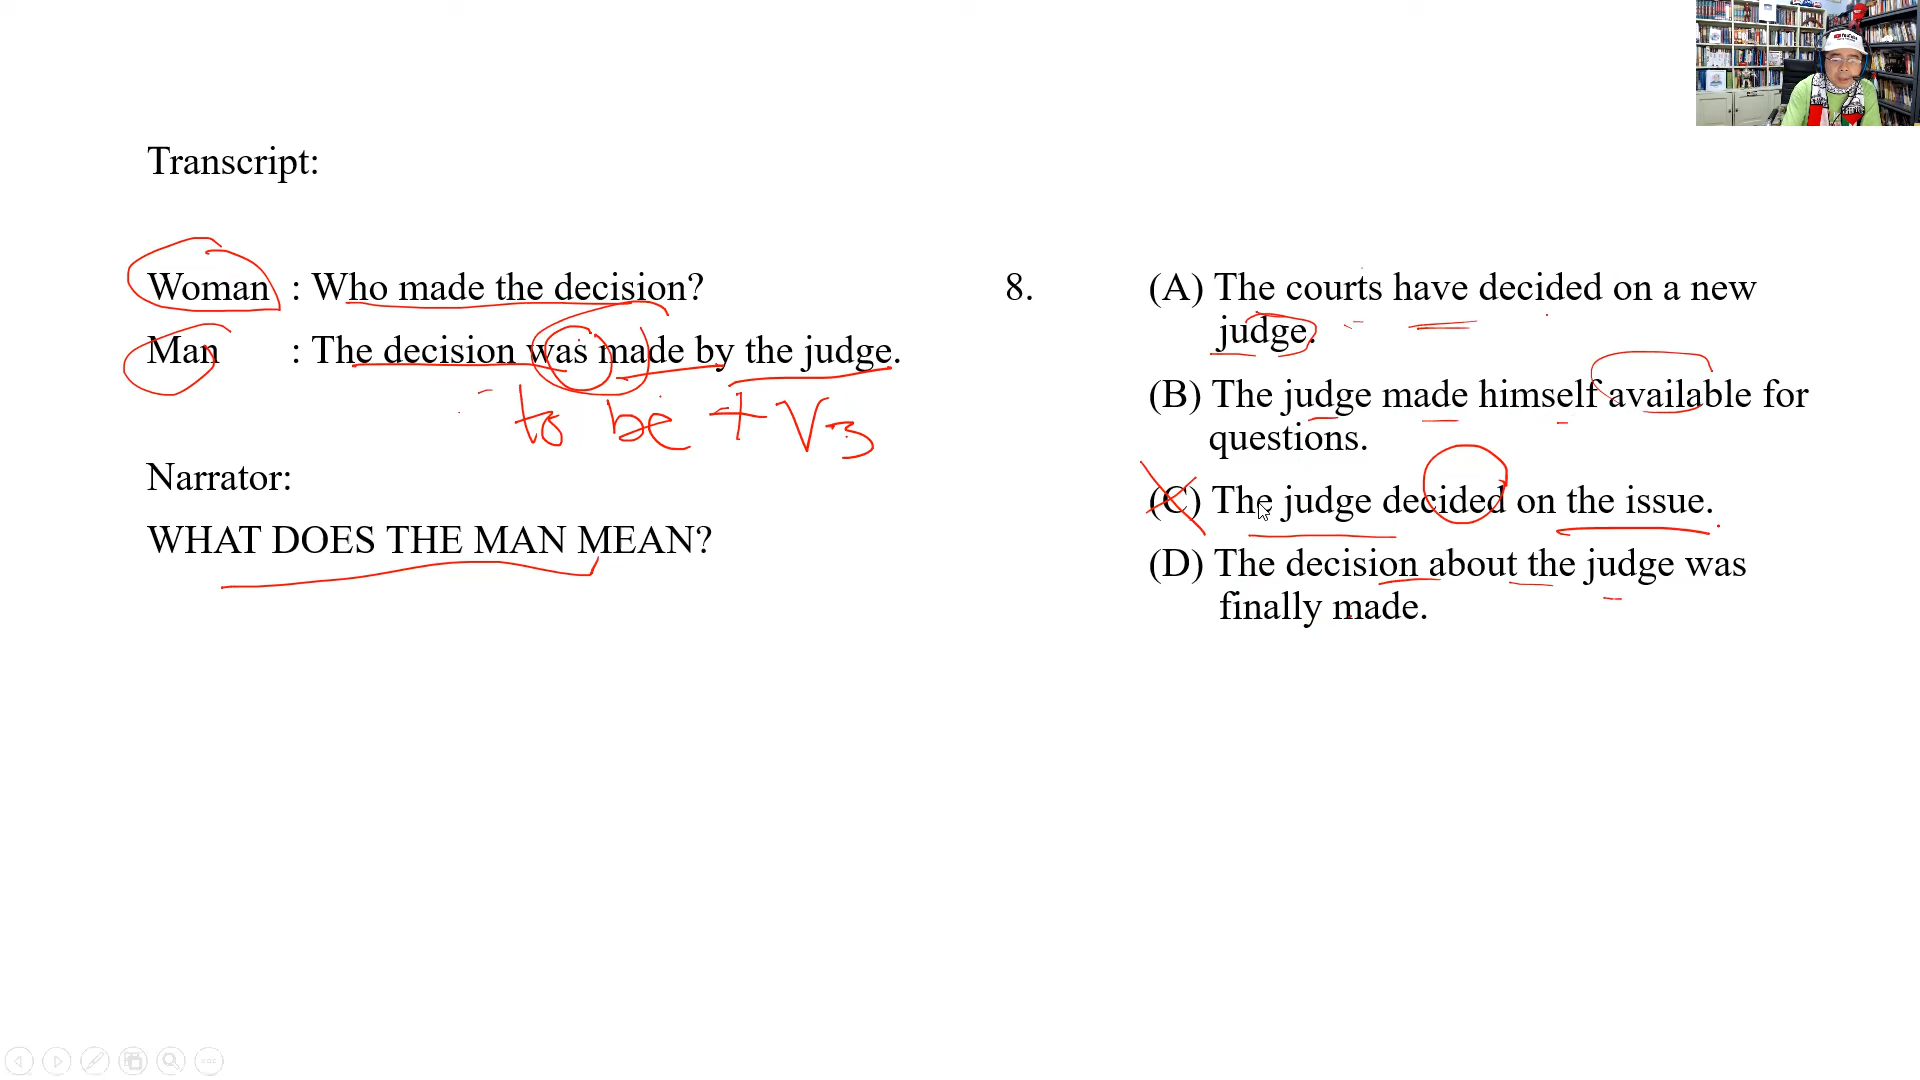 Transcript:
Woman : Who made the decision?
Man : The decision was made by the judge.
to be + V3
Narrator:
WHAT DOES THE MAN MEAN?
8. (A) The courts have decided on a new
judge.
(B) The judge made himself available for
questions.
(C) The judge decided on the issue.
(D) The decision about the judge was
finally made.